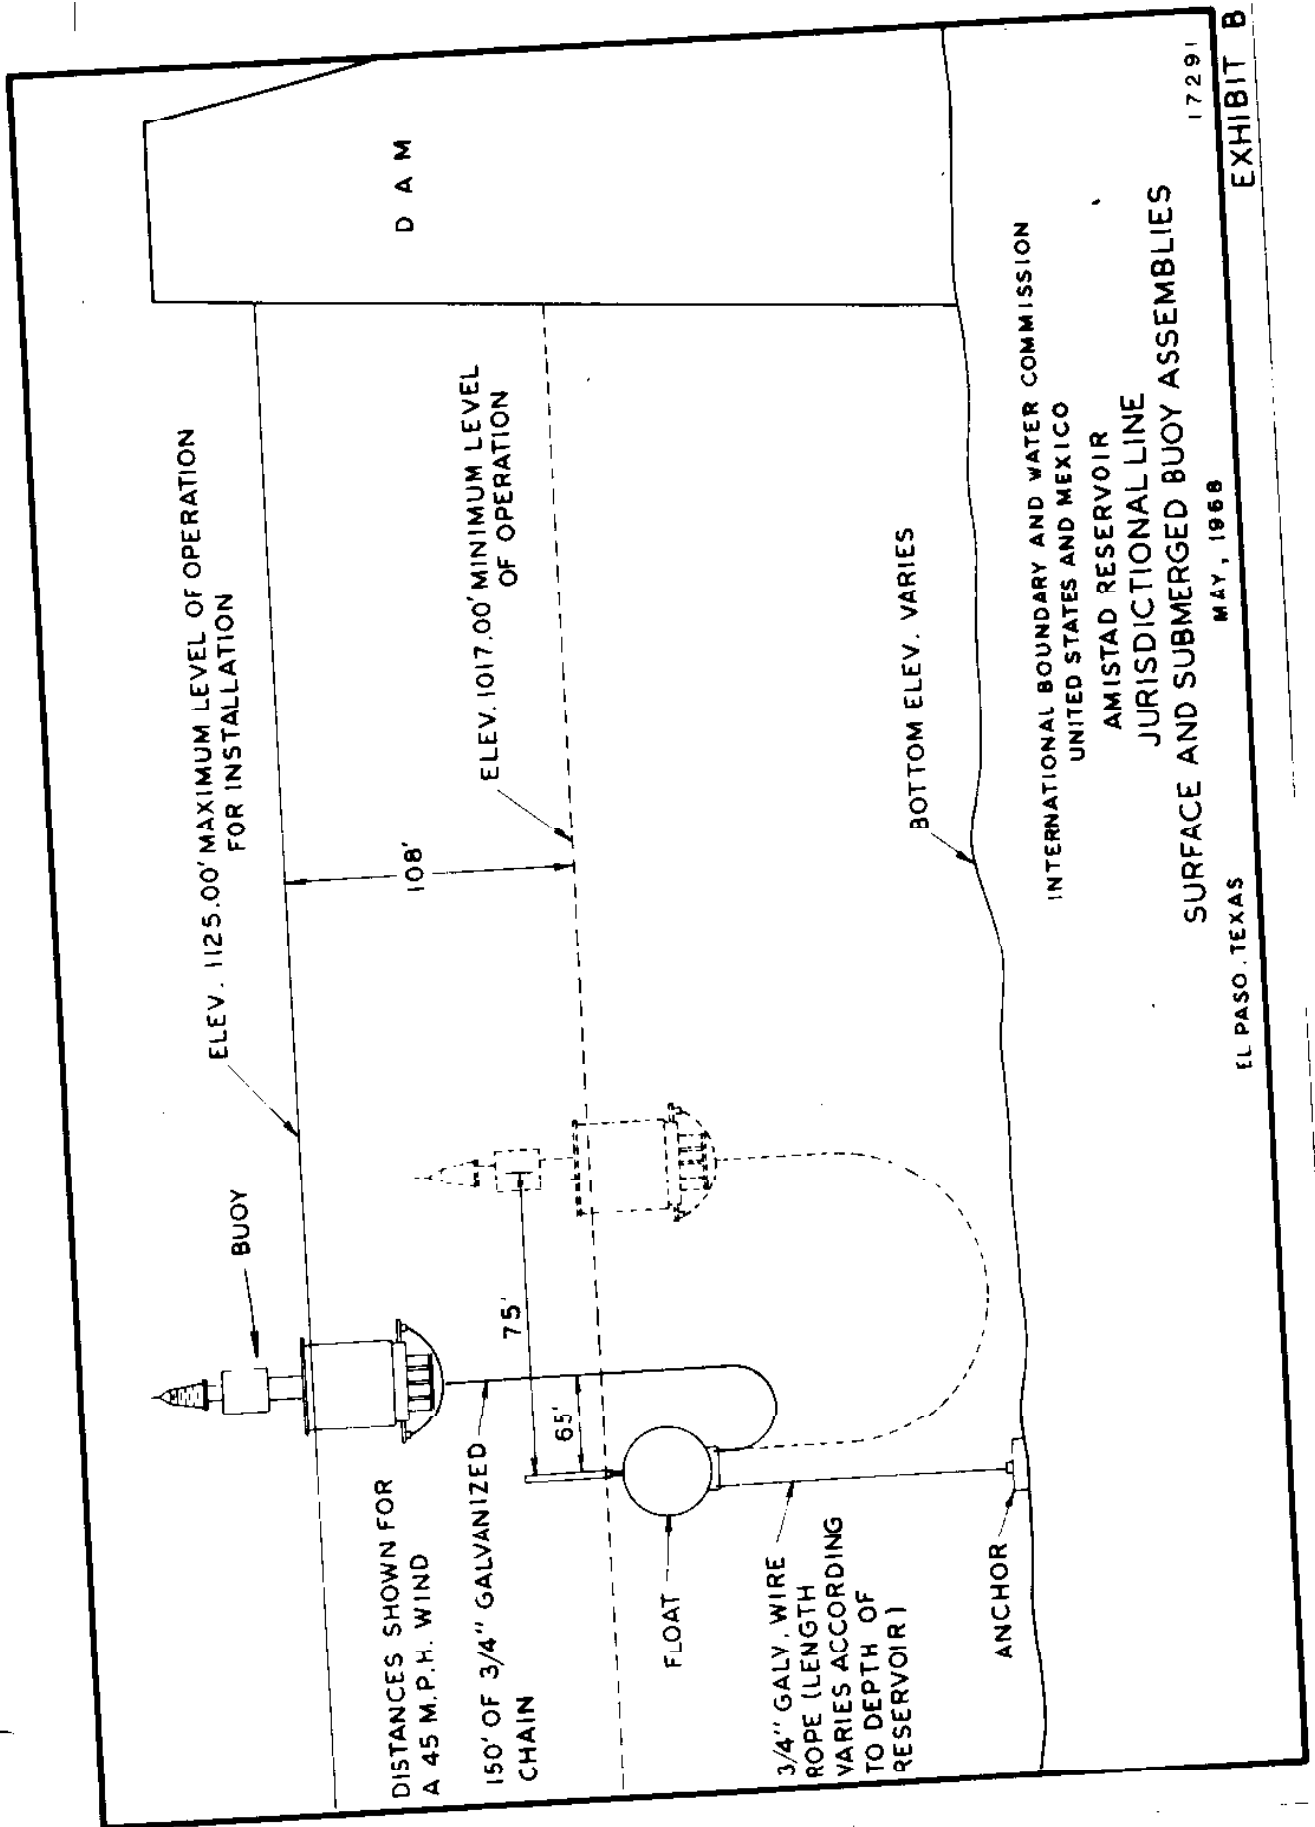 ELEV. 1125.00' MAXIMUM LEVEL OF OPERATION
FOR INSTALLATION
BUOY
DAM
108'
ELEV. 1017.00' MINIMUM LEVEL
OF OPERATION
DISTANCES SHOWN FOR
A 45 M.P.H. WIND
150' OF 3/4" GALVANIZED
CHAIN
75'
65'
FLOAT
3/4" GALV. WIRE
ROPE (LENGTH
VARIES ACCORDING
TO DEPTH OF
RESERVOIR)
ANCHOR
BOTTOM ELEV. VARIES
INTERNATIONAL BOUNDARY AND WATER COMMISSION
UNITED STATES AND MEXICO
AMISTAD RESERVOIR
JURISDICTIONAL LINE
SURFACE AND SUBMERGED BUOY ASSEMBLIES
EL PASO, TEXAS
MAY, 1968
17291
EXHIBIT B